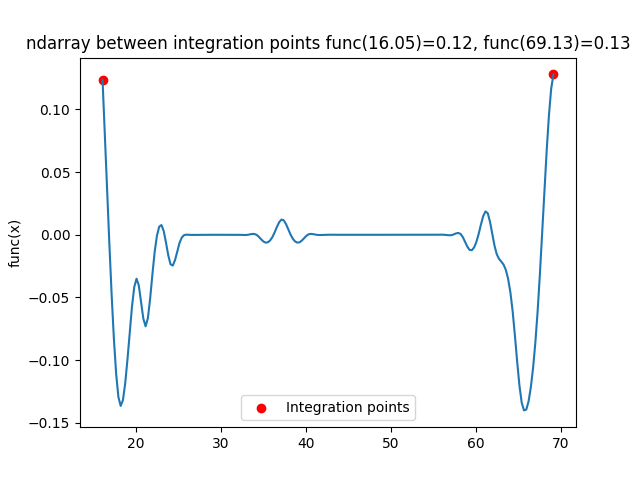 ndarray between integration points func(16.05)=0.12, func(69.13)=0.13
func(x)
0.10
0.05
0.00
−0.05
−0.10
−0.15
Integration points
20 30 40 50 60 70